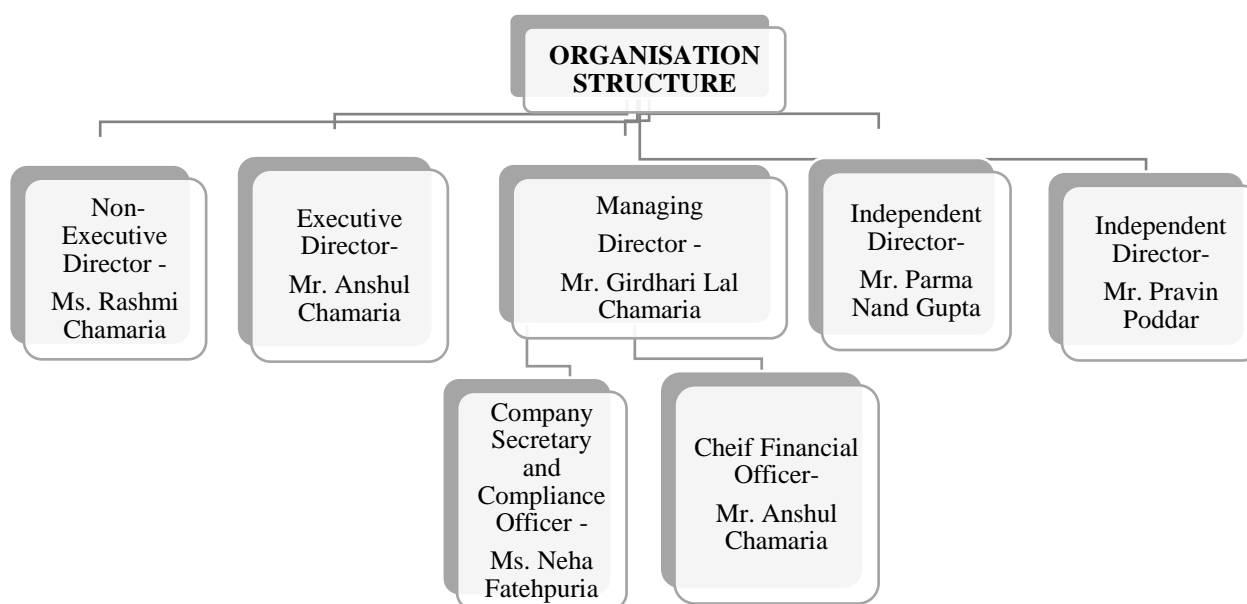 ORGANISATION
STRUCTURE
Non-
Executive
Director -
Ms. Rashmi
Chamaria
Executive
Director-
Mr. Anshul
Chamaria
Managing
Director -
Mr. Girdhari Lal
Chamaria
Independent
Director-
Mr. Parma
Nand Gupta
Independent
Director-
Mr. Pravin
Poddar
Company
Secretary
and
Compliance
Officer -
Ms. Neha
Fatehpuria
Cheif Financial
Officer-
Mr. Anshul
Chamaria